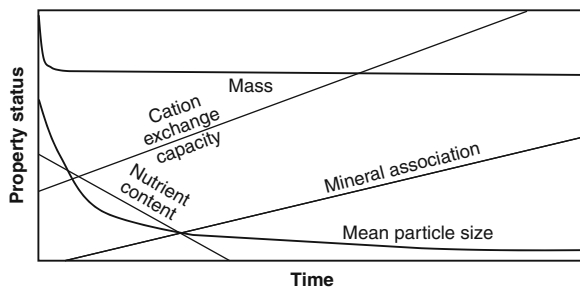 Property status
Mass
Cation
exchange
capacity
Nutrient
content
Mineral association
Mean particle size
Time